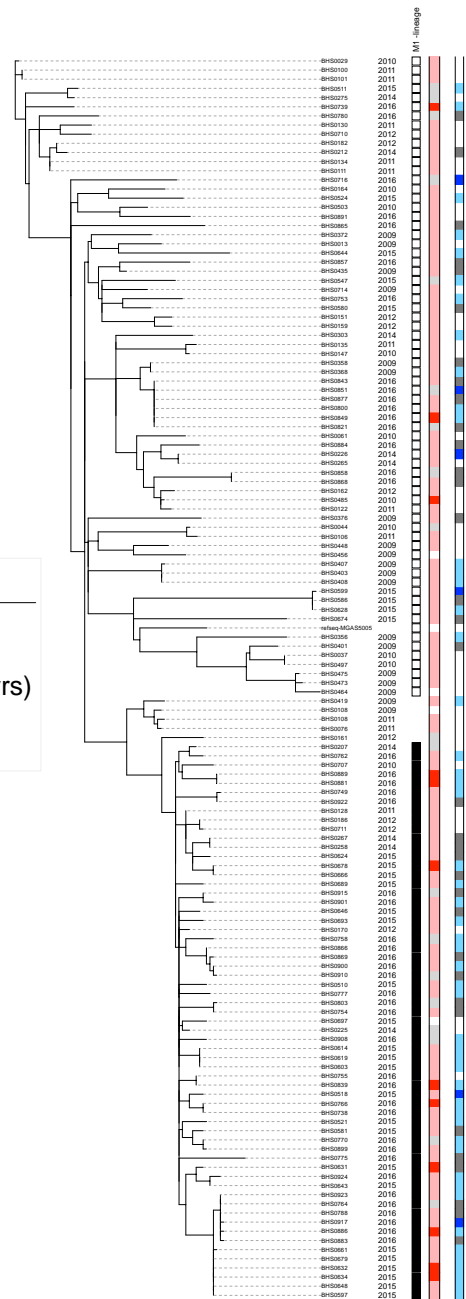 M1 -lineage
BHS0029 2010
BHS0100 2011
BHS0101 2011
BHS0511 2015
BHS0275 2014
BHS0739 2016
BHS0780 2016
BHS0130 2011
BHS0710 2012
BHS0182 2012
BHS0212 2014
BHS0134 2011
BHS0111 2011
BHS0716 2016
BHS0164 2010
BHS0524 2015
BHS0503 2010
BHS0891 2016
BHS0865 2016
BHS0372 2009
BHS0013 2009
BHS0644 2015
BHS0857 2016
BHS0435 2009
BHS0547 2015
BHS0714 2009
BHS0753 2016
BHS0580 2015
BHS0151 2012
BHS0159 2012
BHS0303 2014
BHS0135 2011
BHS0147 2010
BHS0358 2009
BHS0368 2009
BHS0843 2016
BHS0851 2016
BHS0877 2016
BHS0800 2016
BHS0849 2016
BHS0821 2016
BHS0061 2010
BHS0884 2016
BHS0226 2014
BHS0265 2014
BHS0858 2016
BHS0868 2016
BHS0162 2012
BHS0485 2010
BHS0122 2011
BHS0376 2009
BHS0044 2010
BHS0106 2011
BHS0448 2009
BHS0456 2009
BHS0407 2009
BHS0403 2009
BHS0408 2009
BHS0599 2015
BHS0586 2015
BHS0628 2015
BHS0674 2015
refseq-MGAS5005
BHS0356 2009
BHS0401 2009
BHS0037 2010
BHS0497 2010
BHS0475 2009
BHS0473 2009
BHS0464 2009
rs)
BHS0419 2009
BHS0108 2009
BHS0108 2011
BHS0076 2011
BHS0161 2012
BHS0207 2014
BHS0762 2016
BHS0707 2010
BHS0889 2016
BHS0881 2016
BHS0749 2016
BHS0922 2016
BHS0128 2011
BHS0186 2012
BHS0711 2012
BHS0267 2014
BHS0258 2014
BHS0624 2015
BHS0678 2015
BHS0666 2015
BHS0689 2015
BHS0915 2016
BHS0901 2016
BHS0646 2015
BHS0693 2015
BHS0170 2012
BHS0758 2016
BHS0866 2016
BHS0869 2016
BHS0900 2016
BHS0910 2016
BHS0510 2015
BHS0777 2016
BHS0803 2016
BHS0754 2016
BHS0697 2015
BHS0225 2014
BHS0908 2016
BHS0614 2015
BHS0619 2015
BHS0603 2015
BHS0755 2016
BHS0839 2016
BHS0518 2015
BHS0766 2016
BHS0738 2016
BHS0521 2015
BHS0581 2015
BHS0770 2016
BHS0899 2016
BHS0775 2016
BHS0631 2015
BHS0924 2016
BHS0643 2015
BHS0923 2016
BHS0764 2016
BHS0788 2016
BHS0917 2016
BHS0886 2016
BHS0883 2016
BHS0661 2015
BHS0679 2015
BHS0632 2015
BHS0634 2015
BHS0648 2015
BHS0597 2015